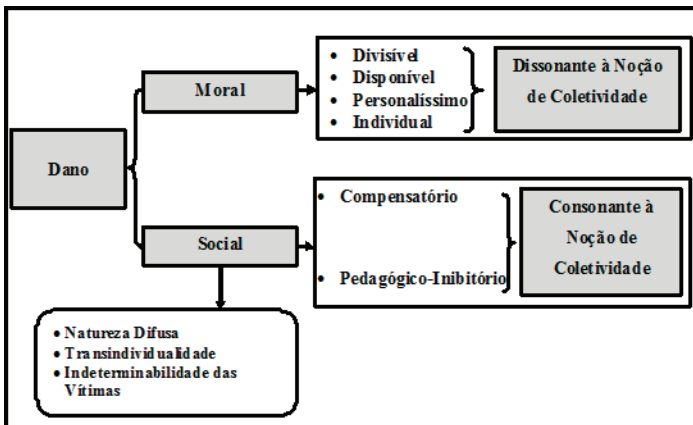 Dano
Moral
• Divisível
• Disponível
• Personalíssimo
• Individual
Dissonante à Noção
de Coletividade
Social
• Compensatório
• Pedagógico-Inibitório
Consonante à
Noção de
Coletividade
• Natureza Difusa
• Transindividualidade
• Indeterminabilidade das
Vítimas